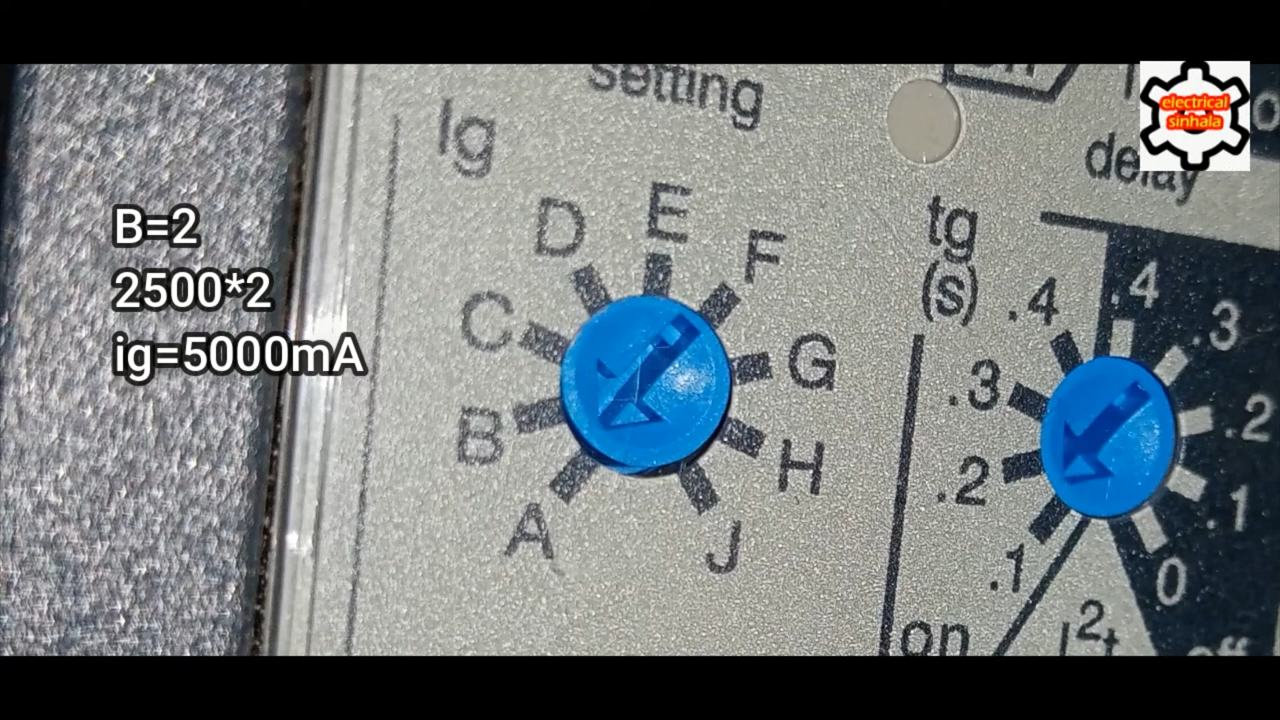 setting
Ig
B=2
2500*2
ig=5000mA
A
B
C
D
E
F
G
H
J
electrical
sinhala
delay
tg
(s)
.4
.4
.3
.3
.2
.2
.1
.1
0
on
I²t